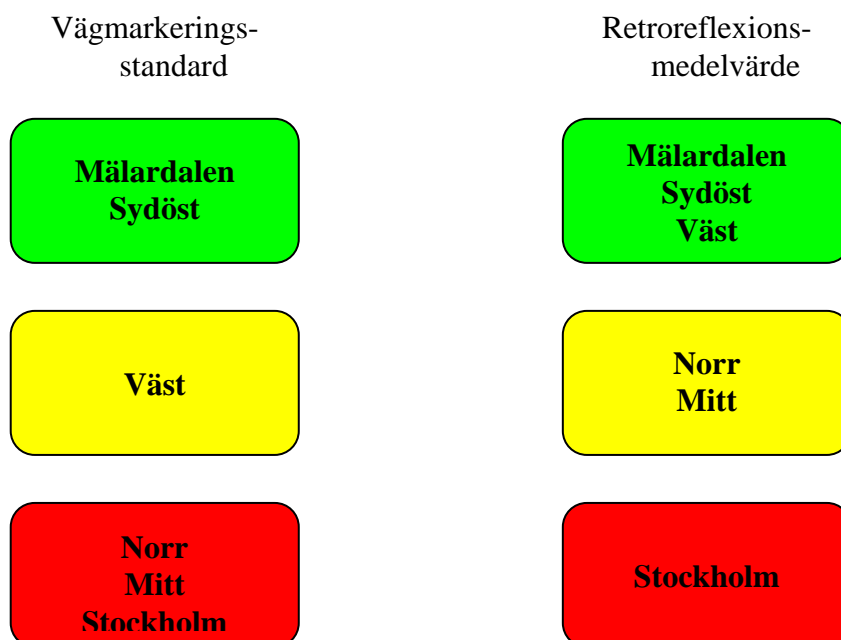 Vägmarkerings-
standard
Mälardalen
Sydöst
Väst
Norr
Mitt
Stockholm
Retroreflexions-
medelvärde
Mälardalen
Sydöst
Väst
Norr
Mitt
Stockholm